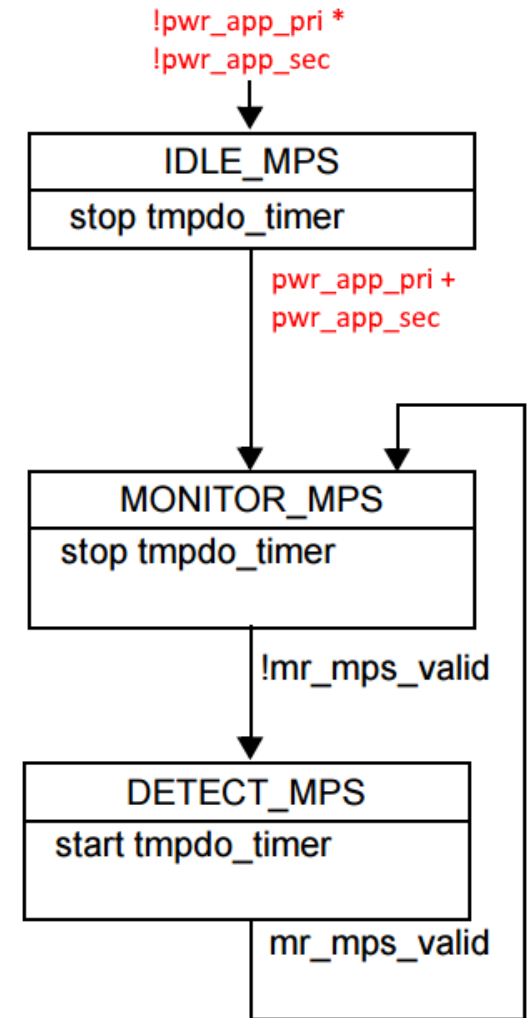 !pwr_app_pri *
!pwr_app_sec
IDLE_MPS
stop tmpdo_timer
pwr_app_pri +
pwr_app_sec
MONITOR_MPS
stop tmpdo_timer
!mr_mps_valid
DETECT_MPS
start tmpdo_timer
mr_mps_valid